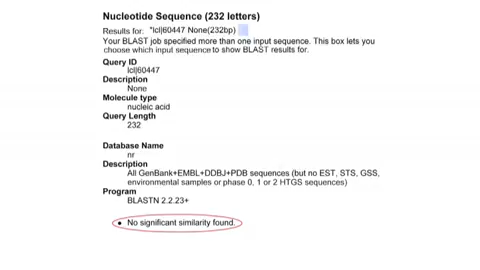 Nucleotide Sequence (232 letters)
Results for: "lcl|60447 None(232bp)
Your BLAST job specified more than one input sequence. This box lets you
choose which input sequence to show BLAST results for.
Query ID
lcl|60447
Description
None
Molecule type
nucleic acid
Query Length
232
Database Name
nr
Description
All GenBank+EMBL+DDBJ+PDB sequences (but no EST, STS, GSS,
environmental samples or phase 0, 1 or 2 HTGS sequences)
Program
BLASTN 2.2.23+
• No significant similarity found.